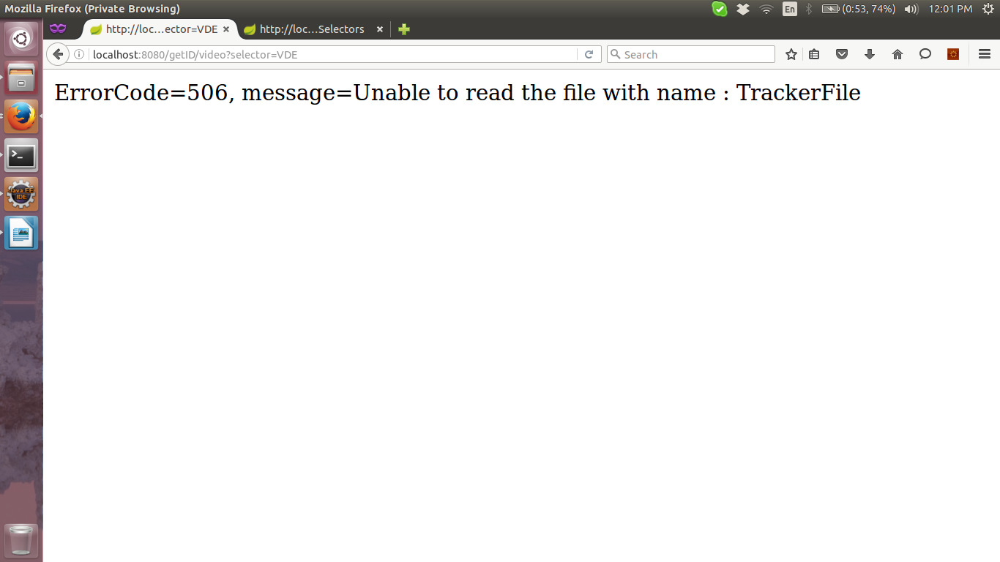 Mozilla Firefox (Private Browsing)
En
(0:53, 74%)
12:01 PM
http://loc...ector=VDE
http://loc...Selectors
localhost:8080/getID/video?selector=VDE
Search
ErrorCode=506, message=Unable to read the file with name : TrackerFile
Java EE
IDE